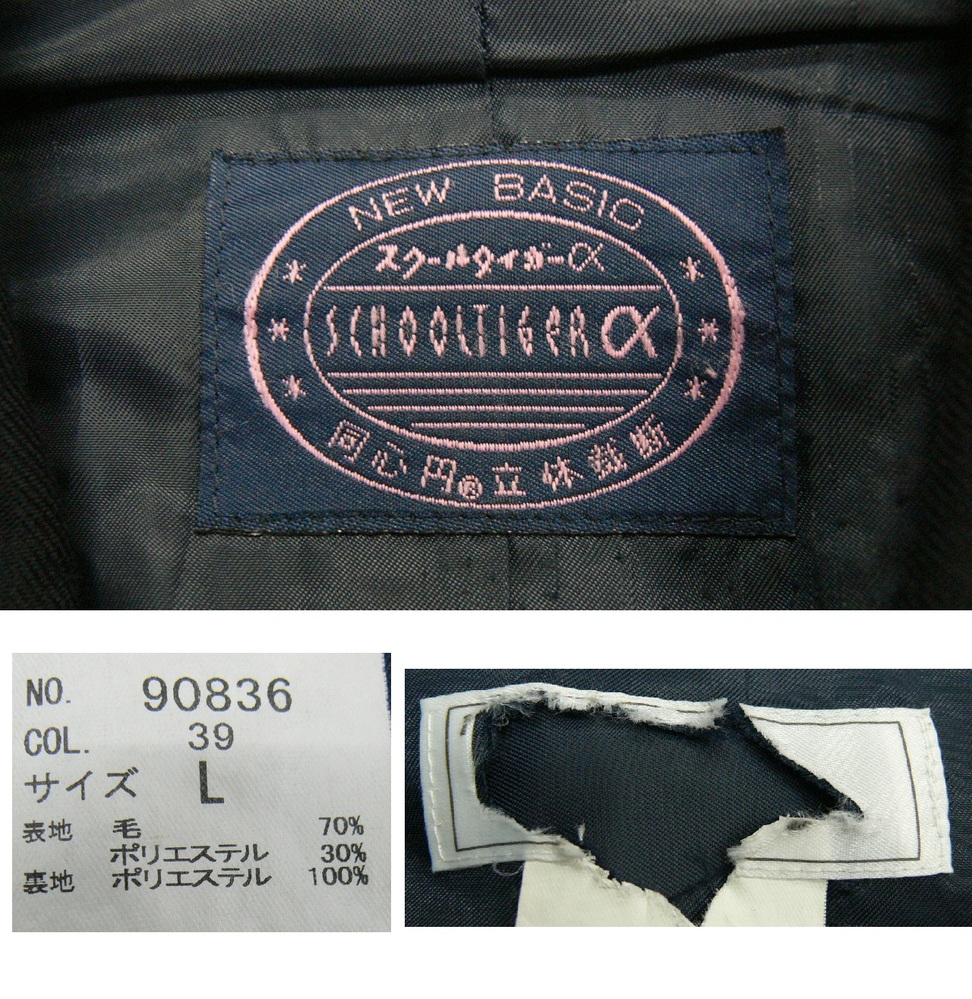 NEW BASIC
スクールタイガーα
SCHOOLTIGER α
同心円®立体裁断
NO. 90836
COL. 39
サイズ L
表地 毛 70%
ポリエステル 30%
裏地 ポリエステル 100%